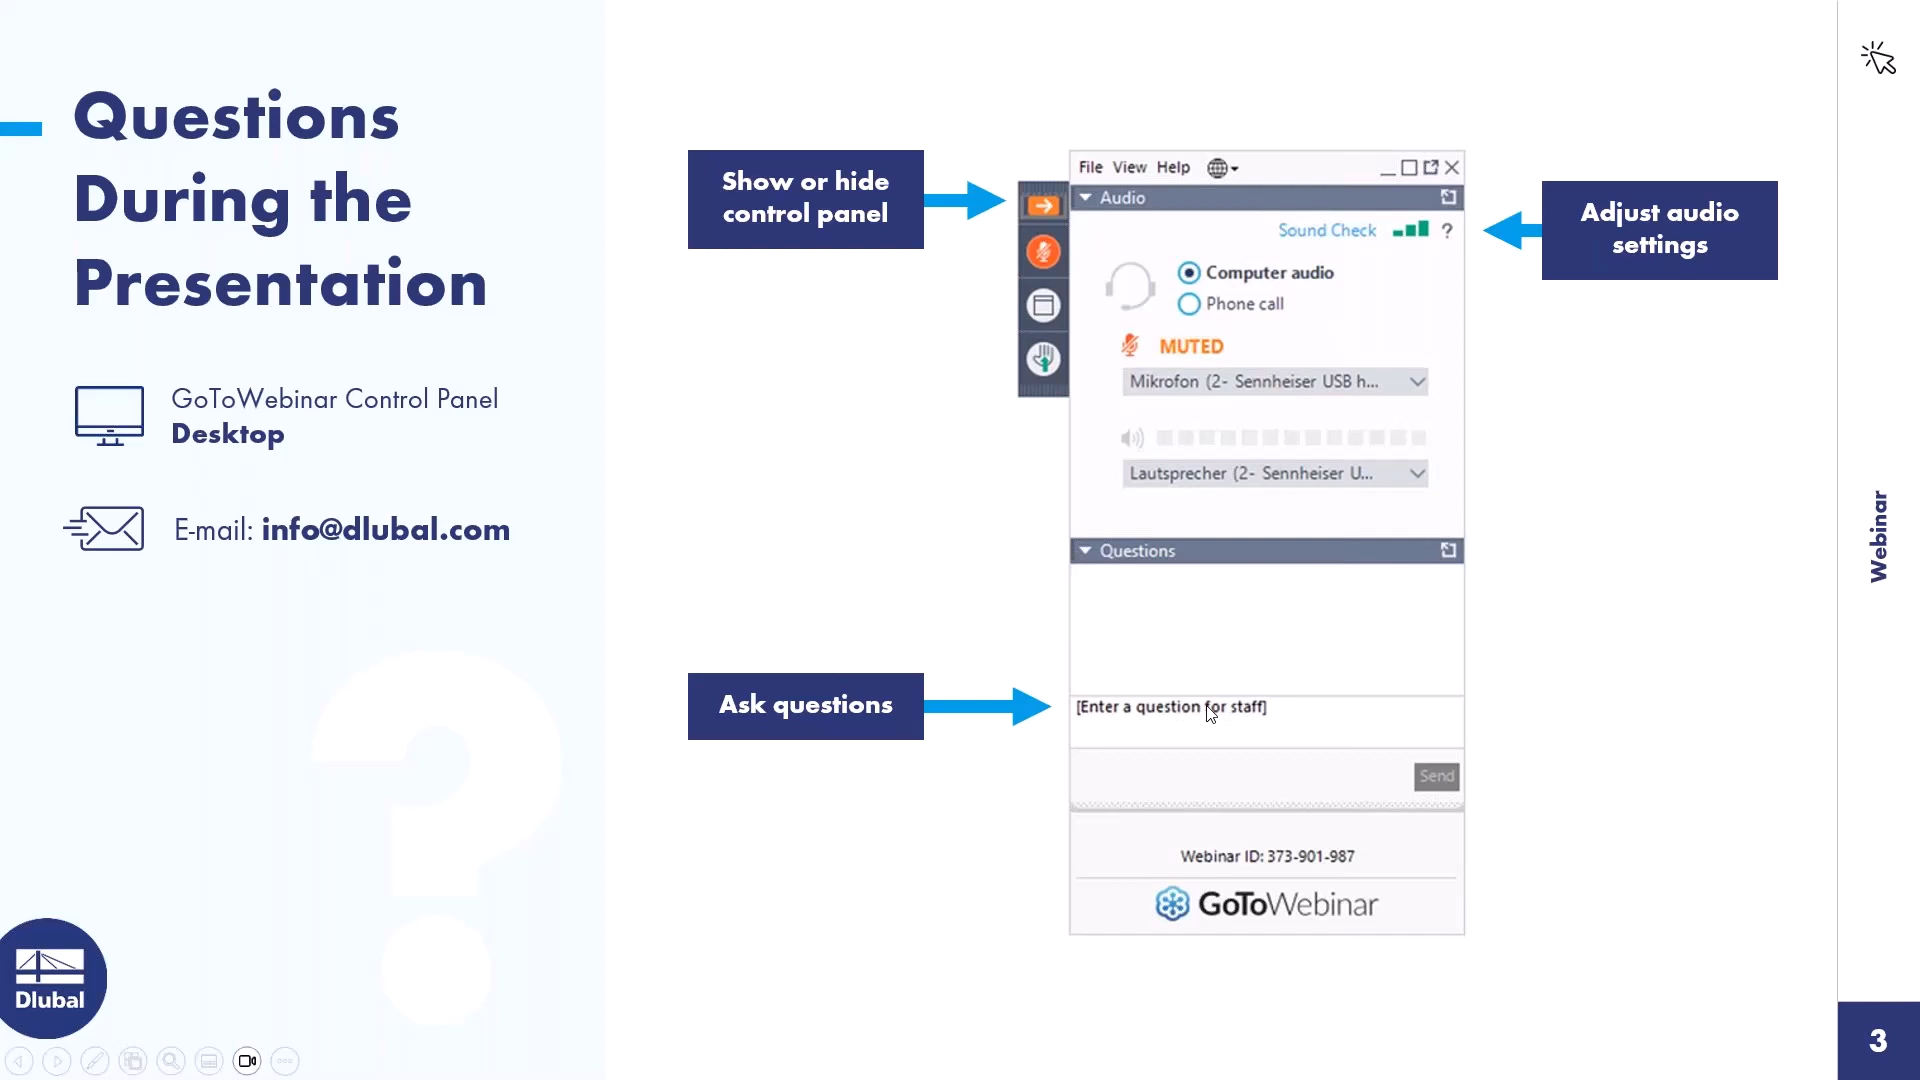 Questions
During the
Presentation
GoToWebinar Control Panel
Desktop
E-mail: info@dlubal.com
Dlubal
Show or hide
control panel
Ask questions
File View Help
Audio
Sound Check ?
Computer audio
Phone call
MUTED
Mikrofon (2- Sennheiser USB h...
Lautsprecher (2- Sennheiser U...
Questions
[Enter a question for staff]
Send
Webinar ID: 373-901-987
GoToWebinar
Adjust audio
settings
Webinar
3